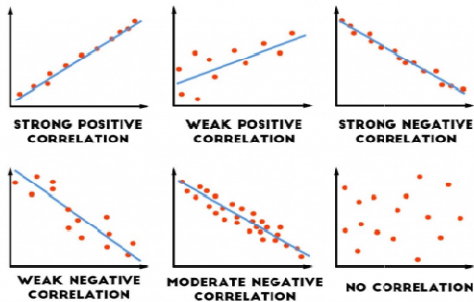 STRONG POSITIVE
CORRELATION
WEAK POSITIVE
CORRELATION
STRONG NEGATIVE
CORRELATION
WEAK NEGATIVE
CORRELATION
MODERATE NEGATIVE
CORRELATION
NO CORRELATION